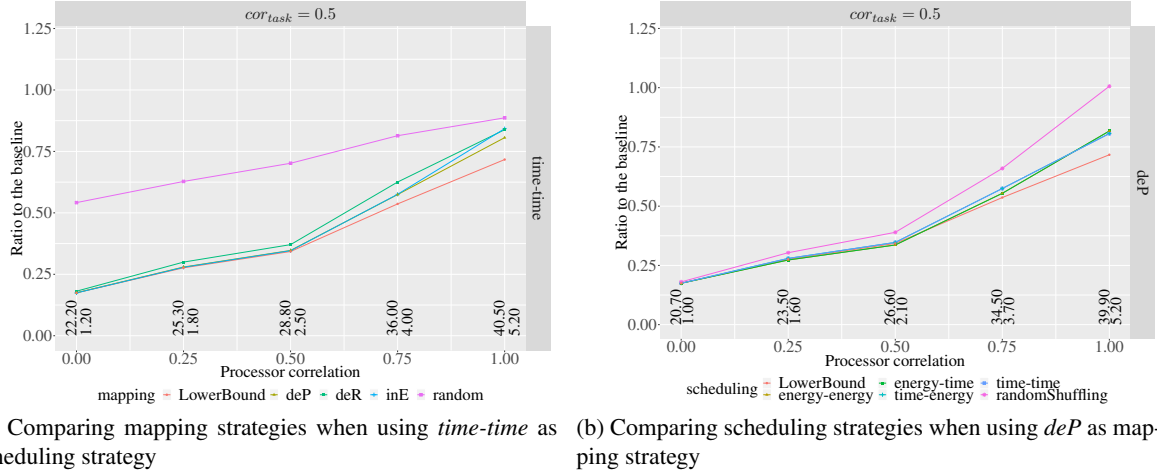 cor_task = 0.5
1.25
1.00
0.75
0.50
0.25
0.00
Ratio to the baseline
time-time
22.20
1.20
25.30
1.80
28.80
2.50
36.00
4.00
40.50
5.20
0.00 0.25 0.50 0.75 1.00
Processor correlation
mapping LowerBound deP deR inE random
Comparing mapping strategies when using time-time as
heduling strategy
cor_task = 0.5
1.25
1.00
0.75
0.50
0.25
0.00
Ratio to the baseline
deP
20.70
1.00
23.50
1.60
26.60
2.10
34.50
3.70
39.90
5.20
0.00 0.25 0.50 0.75 1.00
Processor correlation
scheduling LowerBound energy-time time-time
energy-energy time-energy randomShuffling
(b) Comparing scheduling strategies when using deP as map-
ping strategy